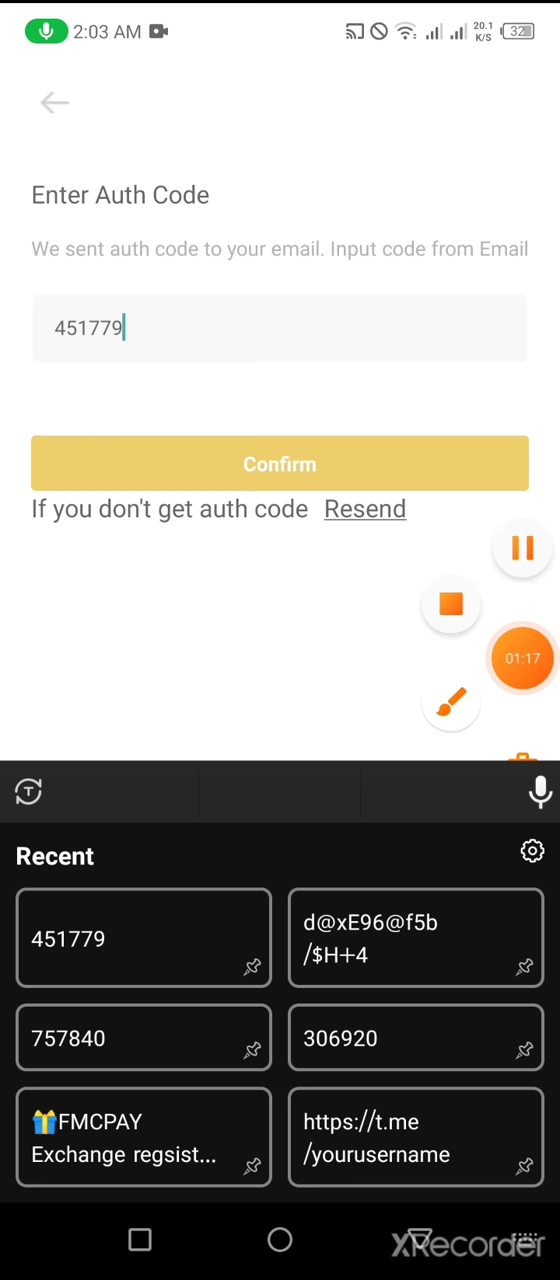 2:03 AM
20.1
K/S
32
Enter Auth Code
We sent auth code to your email. Input code from Email
451779
Confirm
If you don't get auth code Resend
01:17
T
Recent
451779
d@xE96@f5b
/$H+4
757840
306920
🎁FMCPAY
Exchange regsist...
https://t.me
/yourusername
XRecorder